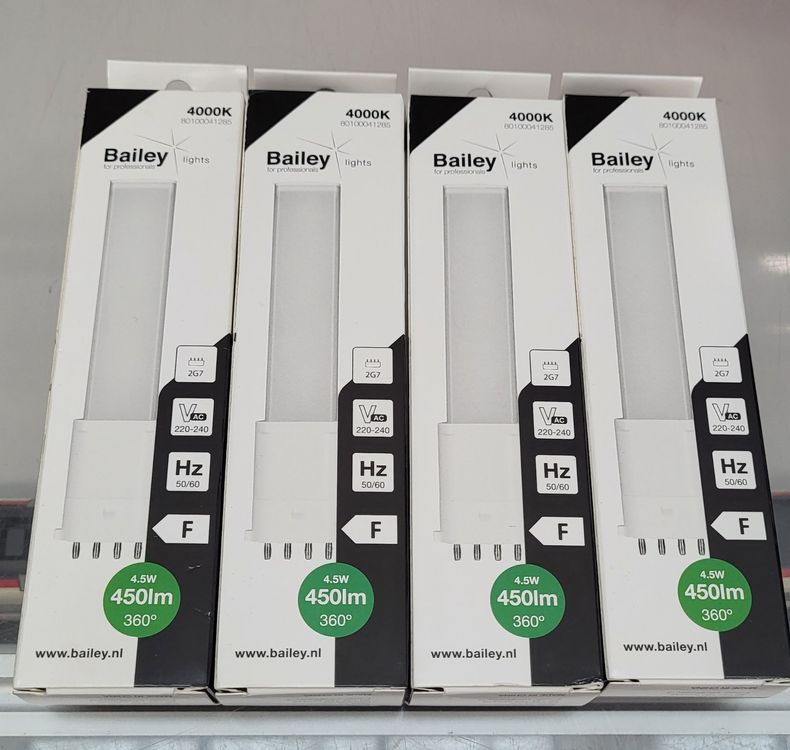 4000K
80100041285
Bailey lights
for professionals
2G7
V AC
220-240
Hz
50/60
F
4.5W
450lm
360º
www.bailey.nl
4000K
80100041285
Bailey lights
for professionals
2G7
V AC
220-240
Hz
50/60
F
4.5W
450lm
360º
www.bailey.nl
4000K
80100041285
Bailey lights
for professionals
2G7
V AC
220-240
Hz
50/60
F
4.5W
450lm
360º
www.bailey.nl
4000K
80100041285
Bailey lights
for professionals
2G7
V AC
220-240
Hz
50/60
F
4.5W
450lm
360º
www.bailey.nl